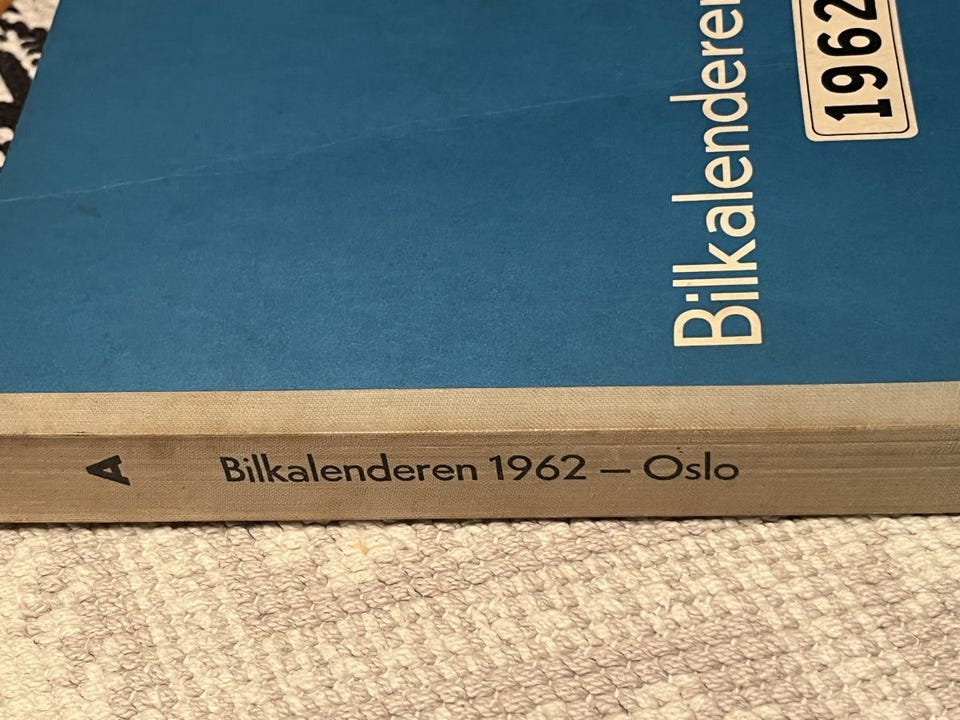 Bilkalenderen
1962
A
Bilkalenderen 1962 – Oslo